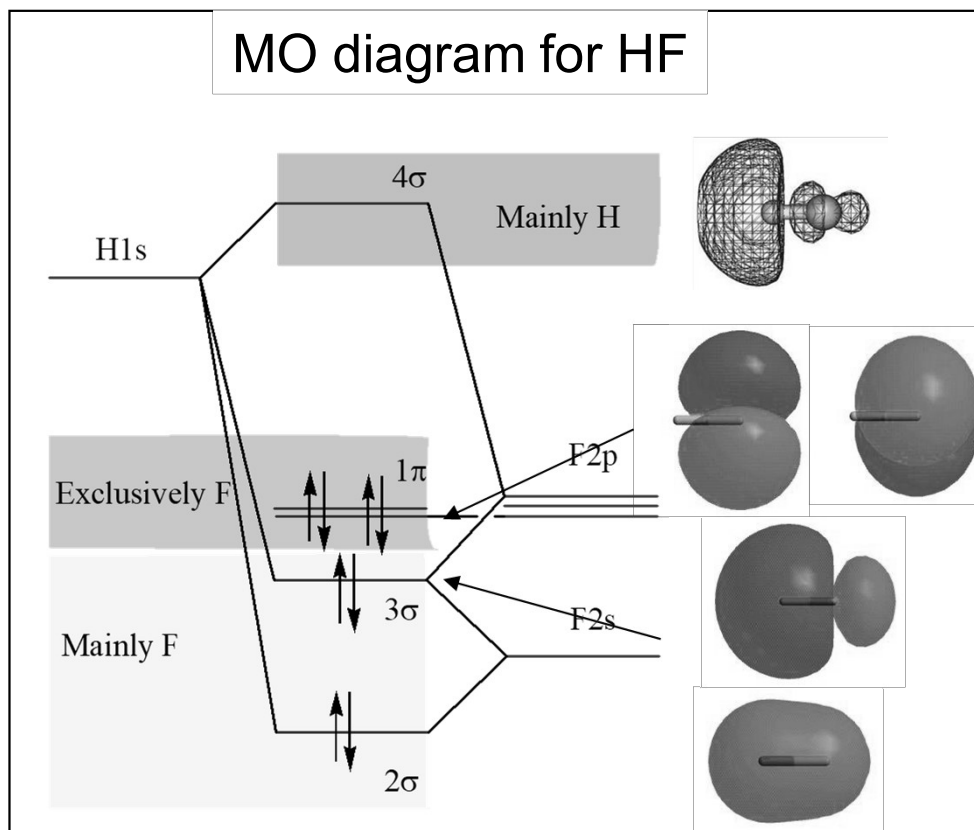 MO diagram for HF
4σ
Mainly H
H1s
1π
F2p
Exclusively F
3σ
F2s
Mainly F
2σ